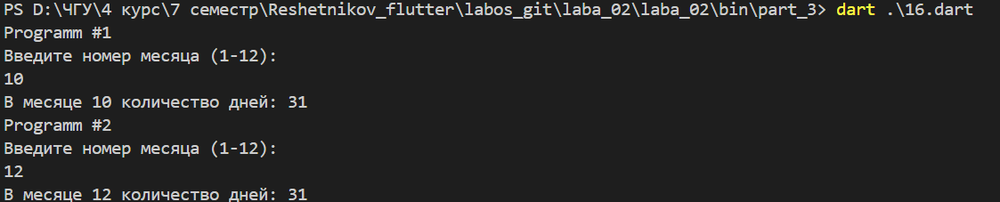 PS D:\ЧГУ\4 курс\7 семестр\Reshetnikov_flutter\labos_git\laba_02\laba_02\bin\part_3> dart .\16.dart
Programm #1
Введите номер месяца (1-12):
10
В месяце 10 количество дней: 31
Programm #2
Введите номер месяца (1-12):
12
В месяце 12 количество дней: 31